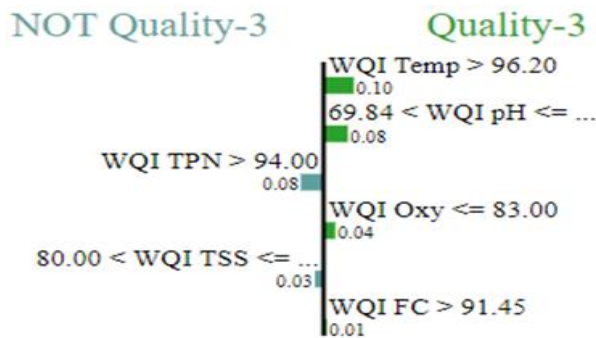 NOT Quality-3 Quality-3
WQI Temp > 96.20
0.10
69.84 < WQI pH <= ...
0.08
WQI TPN > 94.00
0.08
WQI Oxy <= 83.00
0.04
80.00 < WQI TSS <= ...
0.03
WQI FC > 91.45
0.01